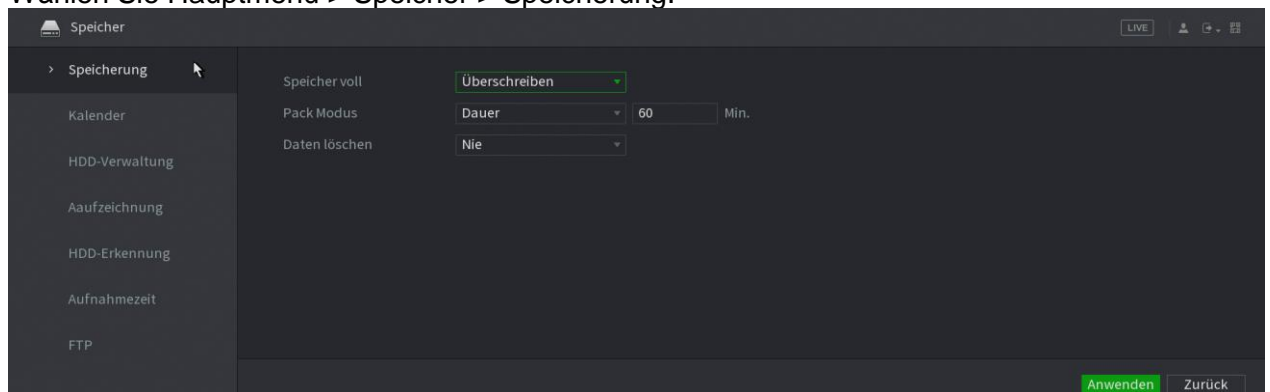 Wählen Sie Hauptmenü > Speicher > Speicherung.
Speicher
LIVE
Speicherung
Kalender
HDD-Verwaltung
Aaufzeichnung
HDD-Erkennung
Aufnahmezeit
FTP
Speicher voll Überschreiben
Pack Modus Dauer 60 Min.
Daten löschen Nie
Anwenden Zurück